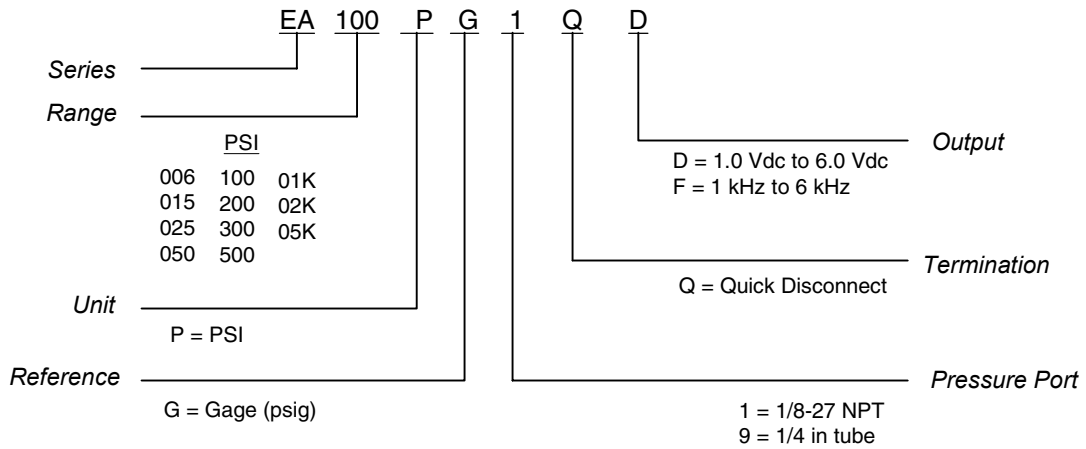 EA 100 P G 1 Q D
Series
Range
PSI
006 100 01K
015 200 02K
025 300 05K
050 500
Unit
P = PSI
Reference
G = Gage (psig)
Output
D = 1.0 Vdc to 6.0 Vdc
F = 1 kHz to 6 kHz
Termination
Q = Quick Disconnect
Pressure Port
1 = 1/8-27 NPT
9 = 1/4 in tube